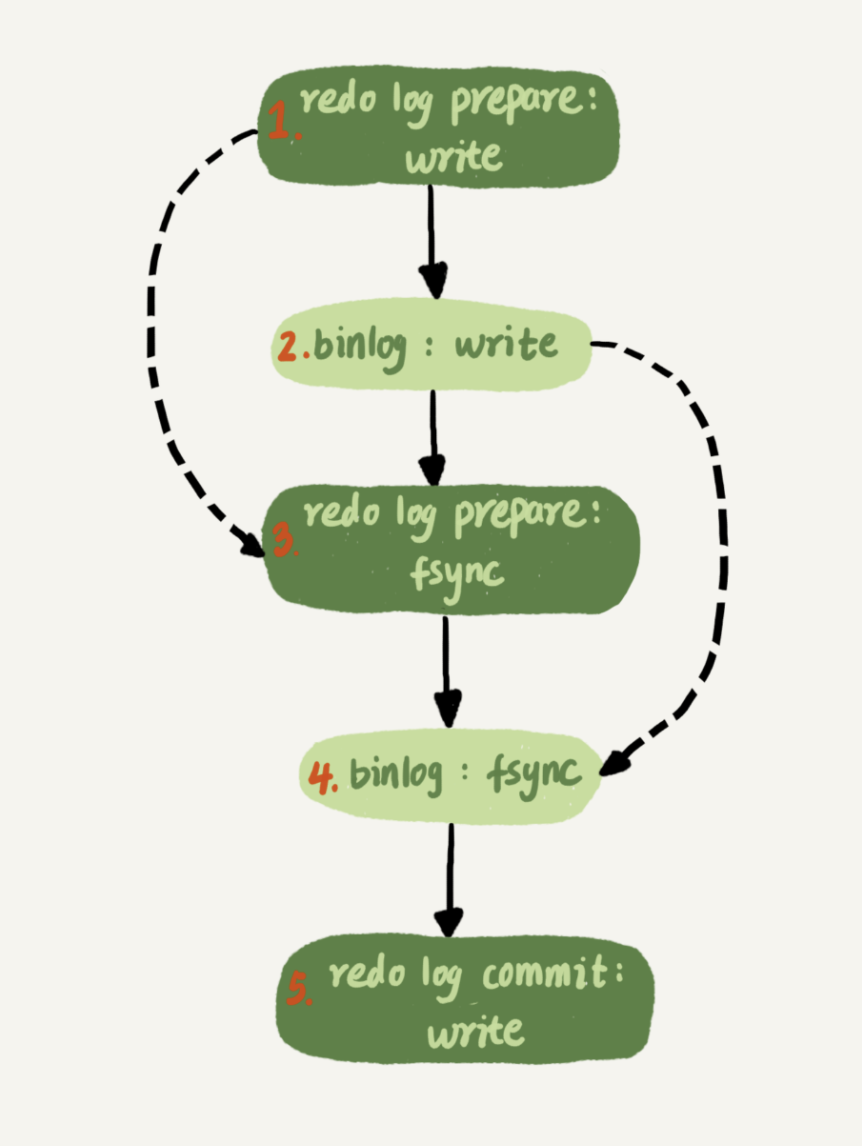 1. redo log prepare:
write
2. binlog : write
3. redo log prepare:
fsync
4. binlog : fsync
5. redo log commit:
write